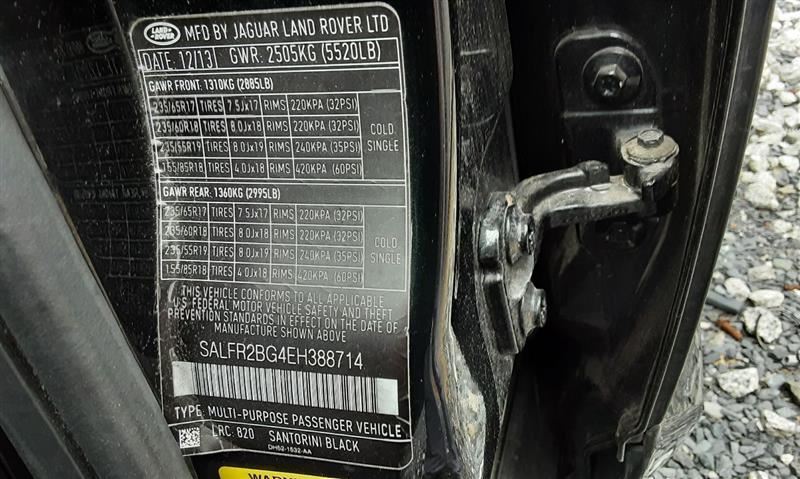 LAND ROVER MFD BY JAGUAR LAND ROVER LTD
DATE: 12/13 GWR: 2505KG (5520LB)
GAWR FRONT: 1310KG (2885LB)
235/65R17 TIRES 7.5Jx17 RIMS 220KPA (32PSI)
235/60R18 TIRES 8.0Jx18 RIMS 220KPA (32PSI) COLD
235/55R19 TIRES 8.0Jx19 RIMS 240KPA (35PSI) SINGLE
155/85R18 TIRES 4.0Jx18 RIMS 420KPA (60PSI)
GAWR REAR: 1360KG (2995LB)
235/65R17 TIRES 7.5Jx17 RIMS 220KPA (32PSI)
235/60R18 TIRES 8.0Jx18 RIMS 220KPA (32PSI) COLD
235/55R19 TIRES 8.0Jx19 RIMS 240KPA (35PSI) SINGLE
155/85R18 TIRES 4.0Jx18 RIMS 420KPA (60PSI)
THIS VEHICLE CONFORMS TO ALL APPLICABLE
U.S. FEDERAL MOTOR VEHICLE SAFETY AND THEFT
PREVENTION STANDARDS IN EFFECT ON THE DATE OF
MANUFACTURE SHOWN ABOVE
SALFR2BG4EH388714
TYPE: MULTI-PURPOSE PASSENGER VEHICLE
LRC: 820 SANTORINI BLACK
DH52-1532-AA